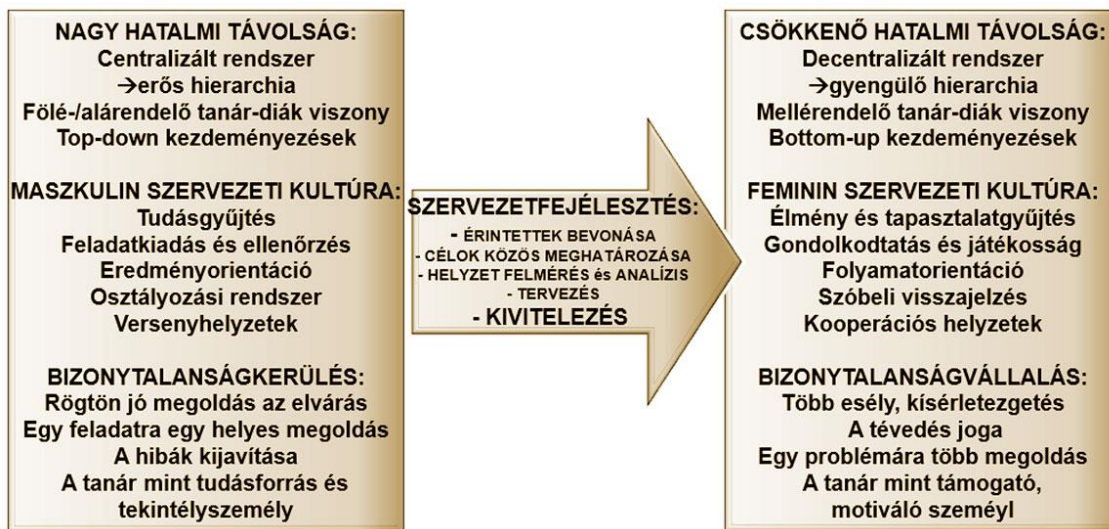 NAGY HATALMI TÁVOLSÁG:
Centralizált rendszer
→erős hierarchia
Fölé-/alárendelő tanár-diák viszony
Top-down kezdeményezések
MASZKULIN SZERVEZETI KULTÚRA:
Tudásgyűjtés
Feladatkiadás és ellenőrzés
Eredményorientáció
Osztályozási rendszer
Versenyhelyzetek
BIZONYTALANSÁGKERÜLÉS:
Rögtön jó megoldás az elvárás
Egy feladatra egy helyes megoldás
A hibák kijavítása
A tanár mint tudásforrás és
tekintélyszemély
SZERVEZETFEJÉLESZTÉS:
- ÉRINTETTEK BEVONÁSA
- CÉLOK KÖZÖS MEGHATÁROZÁSA
- HELYZET FELMÉRÉS és ANALÍZIS
- TERVEZÉS
- KIVITELEZÉS
CSÖKKENŐ HATALMI TÁVOLSÁG:
Decentralizált rendszer
→gyengülő hierarchia
Mellérendelő tanár-diák viszony
Bottom-up kezdeményezések
FEMININ SZERVEZETI KULTÚRA:
Élmény és tapasztalatgyűjtés
Gondolkodtatás és játékosság
Folyamatorientáció
Szóbeli visszajelzés
Kooperációs helyzetek
BIZONYTALANSÁGVÁLLALÁS:
Több esély, kísérletezgetés
A tévedés joga
Egy problémára több megoldás
A tanár mint támogató,
motiváló szeméyl